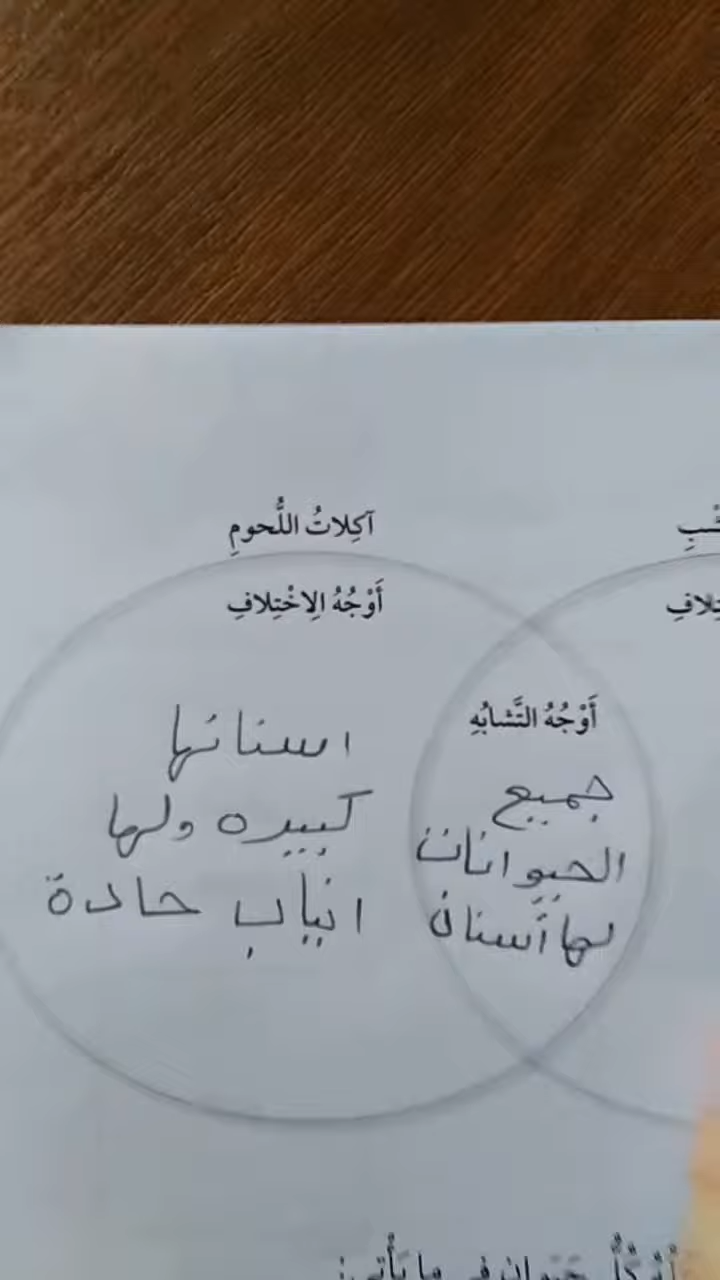 آكِلاتُ اللُّحومِ
أَوْجُهُ الِاخْتِلافِ
أَوْجُهُ التَّشابُهِ
جميع
الحيوانات
لها أسنان
اسنانها
كبيره ولها
انياب حادة